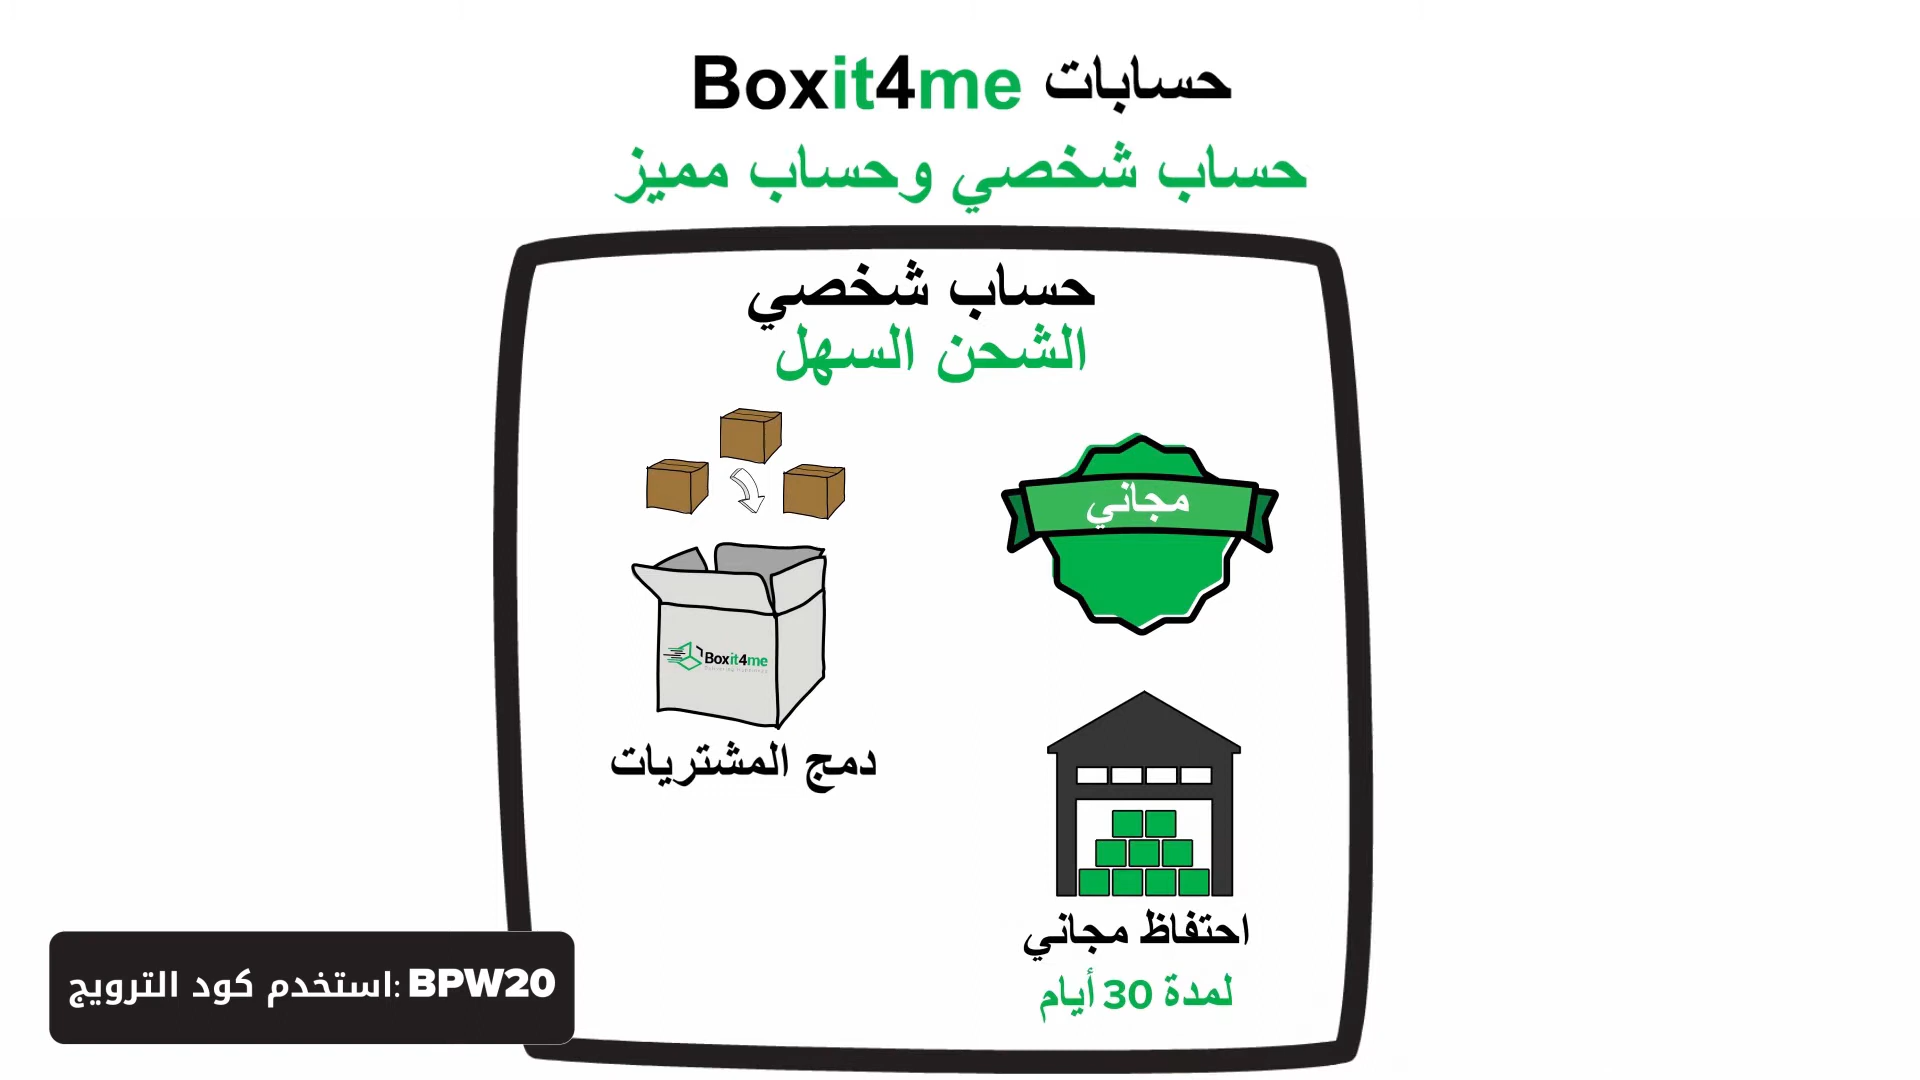 حسابات Boxit4me
حساب شخصي وحساب مميز
حساب شخصي
الشحن السهل
مجاني
Boxit4me
دمج المشتريات
احتفاظ مجاني
لمدة 30 أيام
استخدم كود الترويج: BPW20